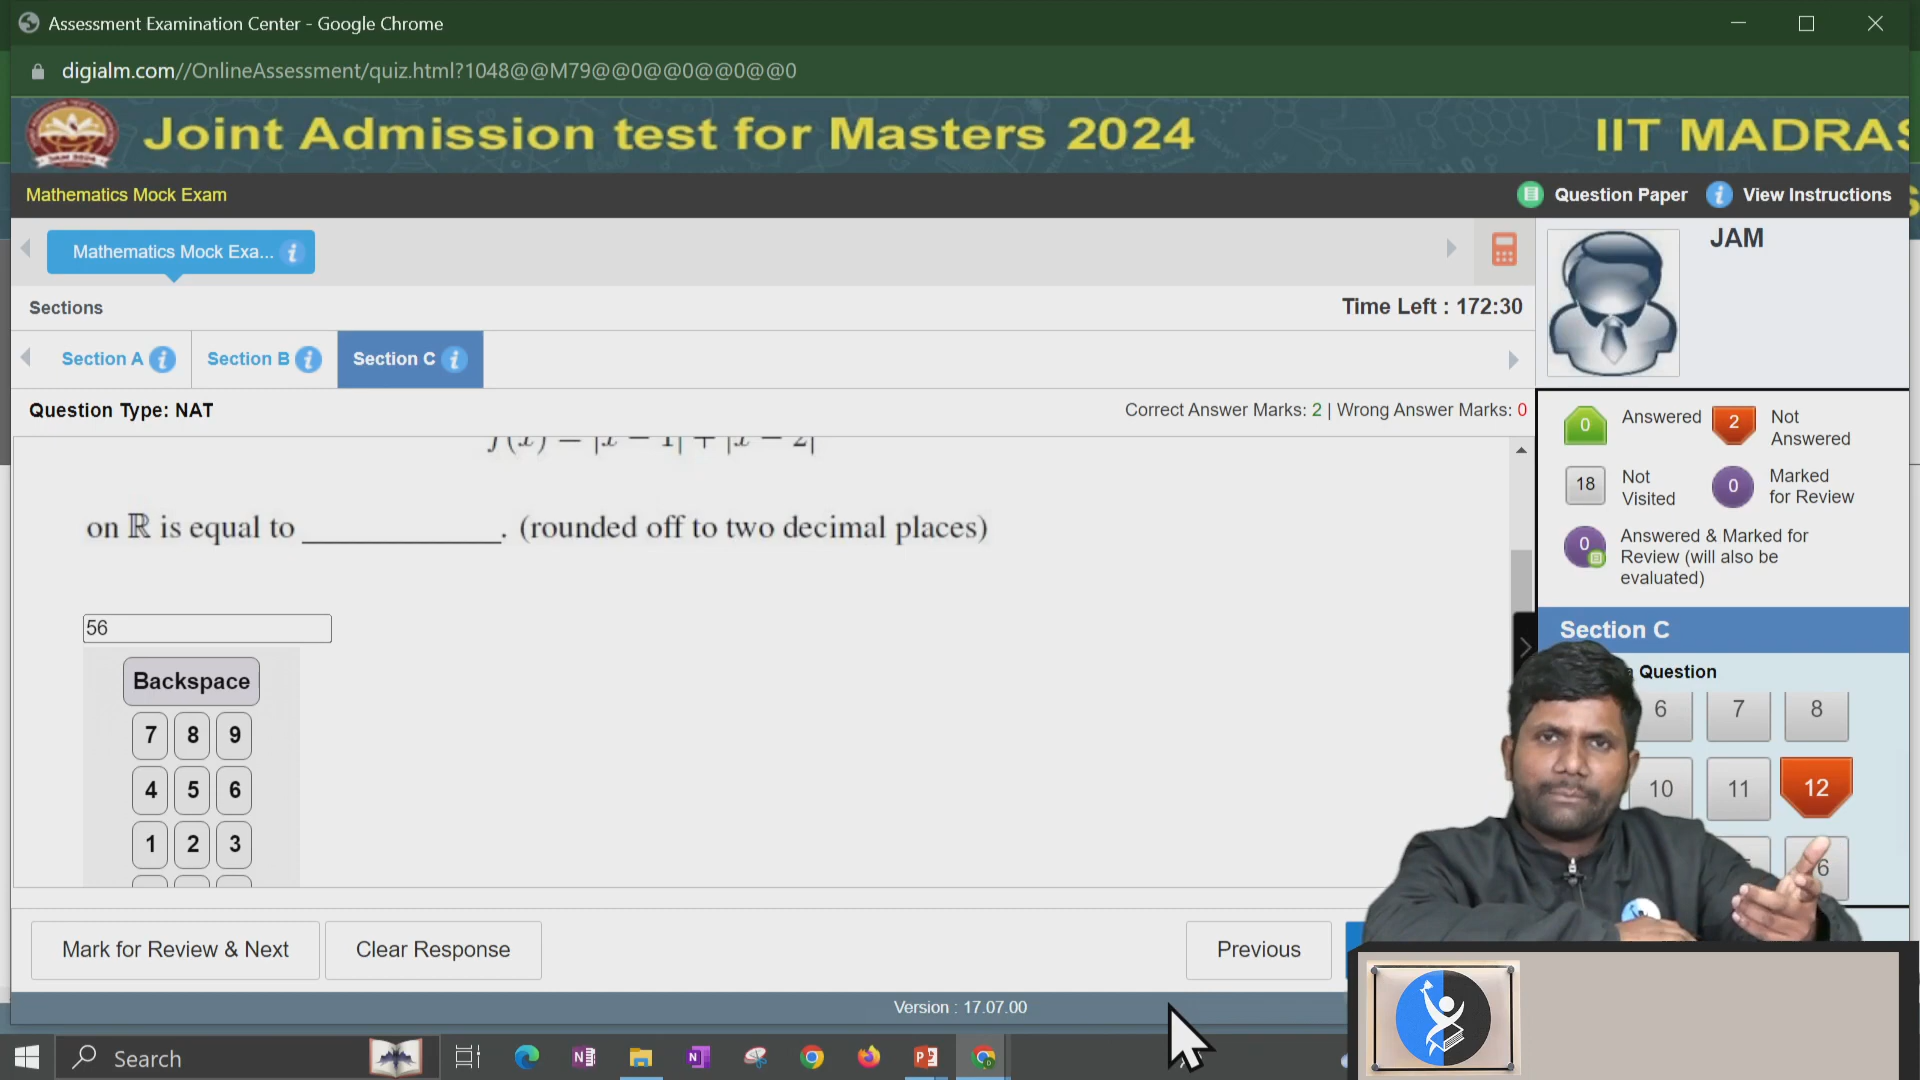 Assessment Examination Center - Google Chrome
digialm.com//OnlineAssessment/quiz.html?1048@@M79@@0@@0@@0@@0
Joint Admission test for Masters 2024
IIT MADRAS
Mathematics Mock Exam
Question Paper
View Instructions
Mathematics Mock Exa...
JAM
Sections
Time Left : 172:30
Section A
Section B
Section C
Question Type: NAT
Correct Answer Marks: 2 | Wrong Answer Marks: 0
0 Answered
2 Not Answered
18 Not Visited
0 Marked for Review
0 Answered & Marked for Review (will also be evaluated)
f(x) = |x − 1| + |x − 2|
on ℝ is equal to ____________. (rounded off to two decimal places)
56
Backspace
7 8 9
4 5 6
1 2 3
Section C
Question
6 7 8
10 11 12
6
Mark for Review & Next
Clear Response
Previous
Version : 17.07.00
Search